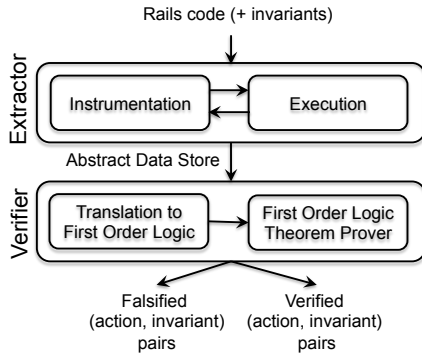 Rails code (+ invariants)
Extractor
Instrumentation
Execution
Abstract Data Store
Verifier
Translation to
First Order Logic
First Order Logic
Theorem Prover
Falsified
(action, invariant)
pairs
Verified
(action, invariant)
pairs